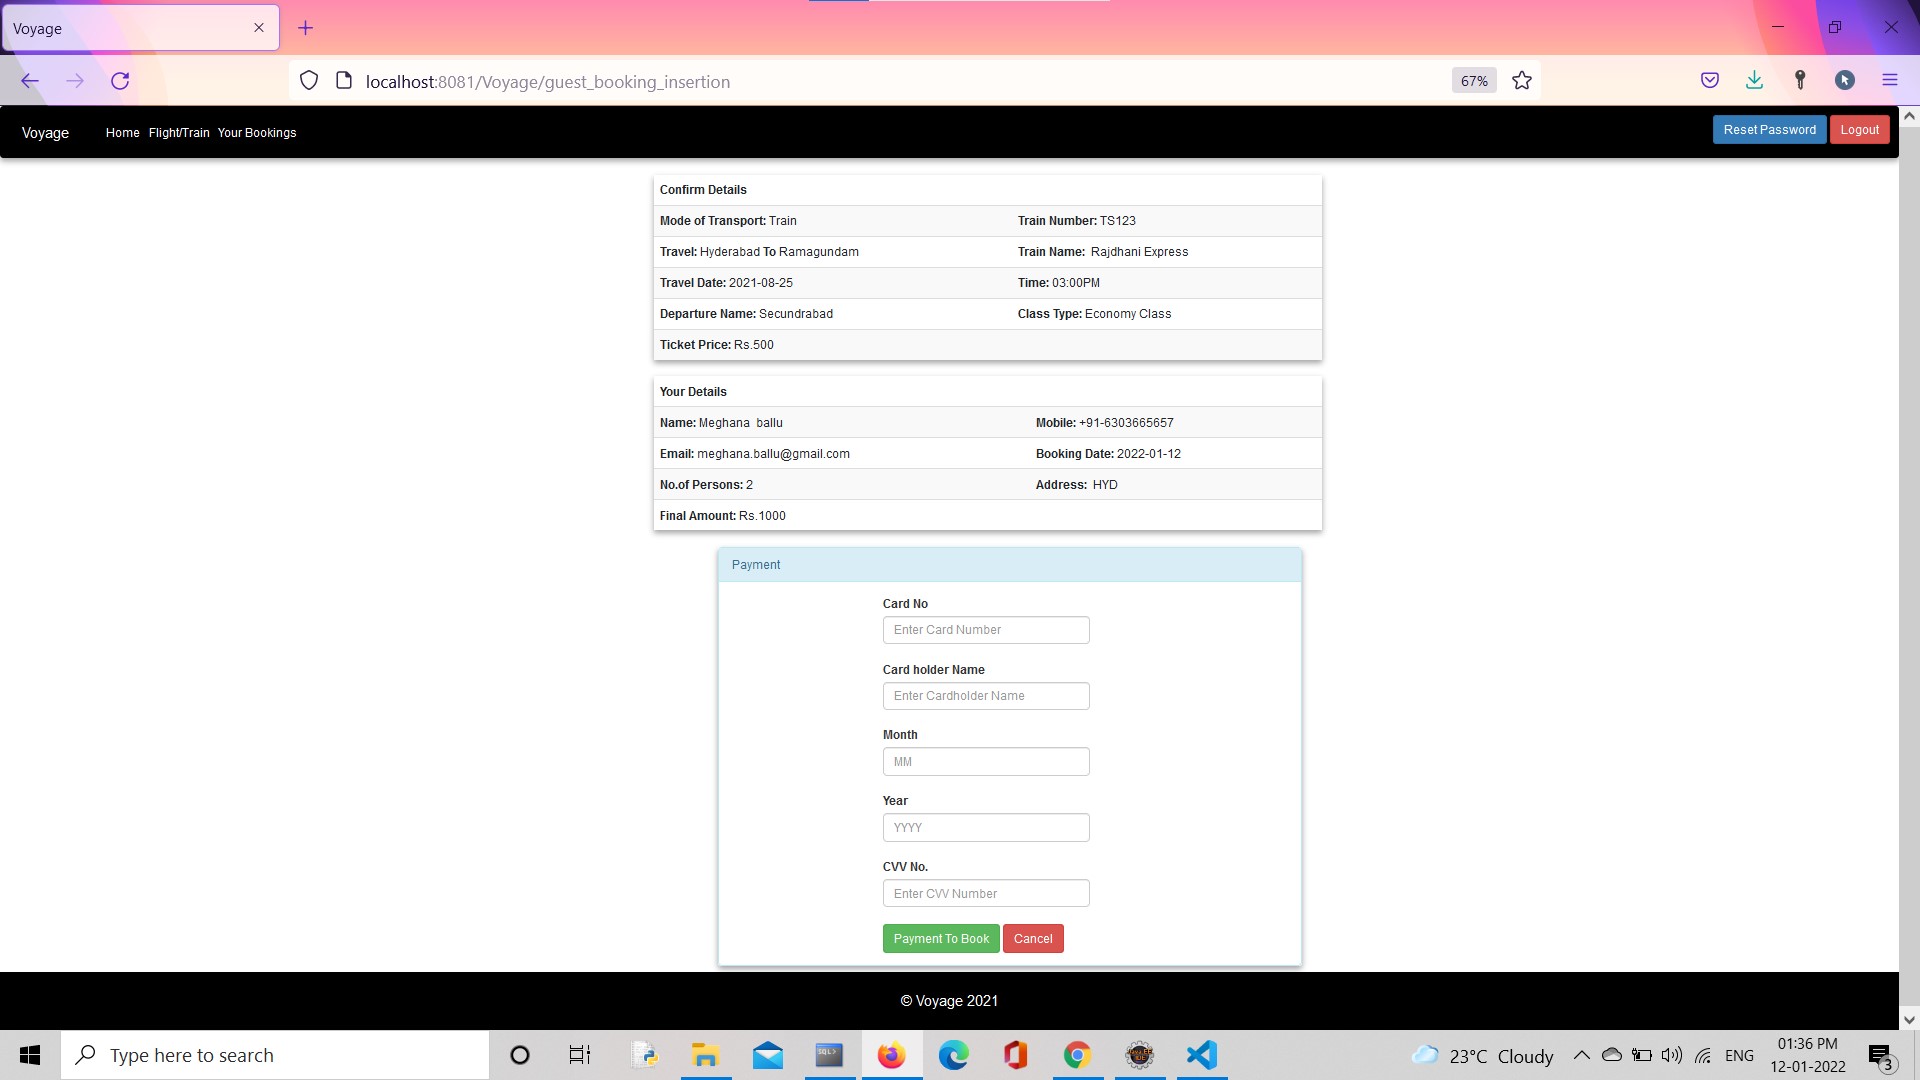 Voyage
localhost:8081/Voyage/guest_booking_insertion
67%
Voyage Home Flight/Train Your Bookings Reset Password Logout
Confirm Details
Mode of Transport: Train Train Number: TS123
Travel: Hyderabad To Ramagundam Train Name: Rajdhani Express
Travel Date: 2021-08-25 Time: 03:00PM
Departure Name: Secundrabad Class Type: Economy Class
Ticket Price: Rs.500
Your Details
Name: Meghana ballu Mobile: +91-6303665657
Email: meghana.ballu@gmail.com Booking Date: 2022-01-12
No.of Persons: 2 Address: HYD
Final Amount: Rs.1000
Payment
Card No
Enter Card Number
Card holder Name
Enter Cardholder Name
Month
MM
Year
YYYY
CVV No.
Enter CVV Number
Payment To Book Cancel
© Voyage 2021
Type here to search
SQL>
23°C Cloudy
ENG
01:36 PM
12-01-2022
3